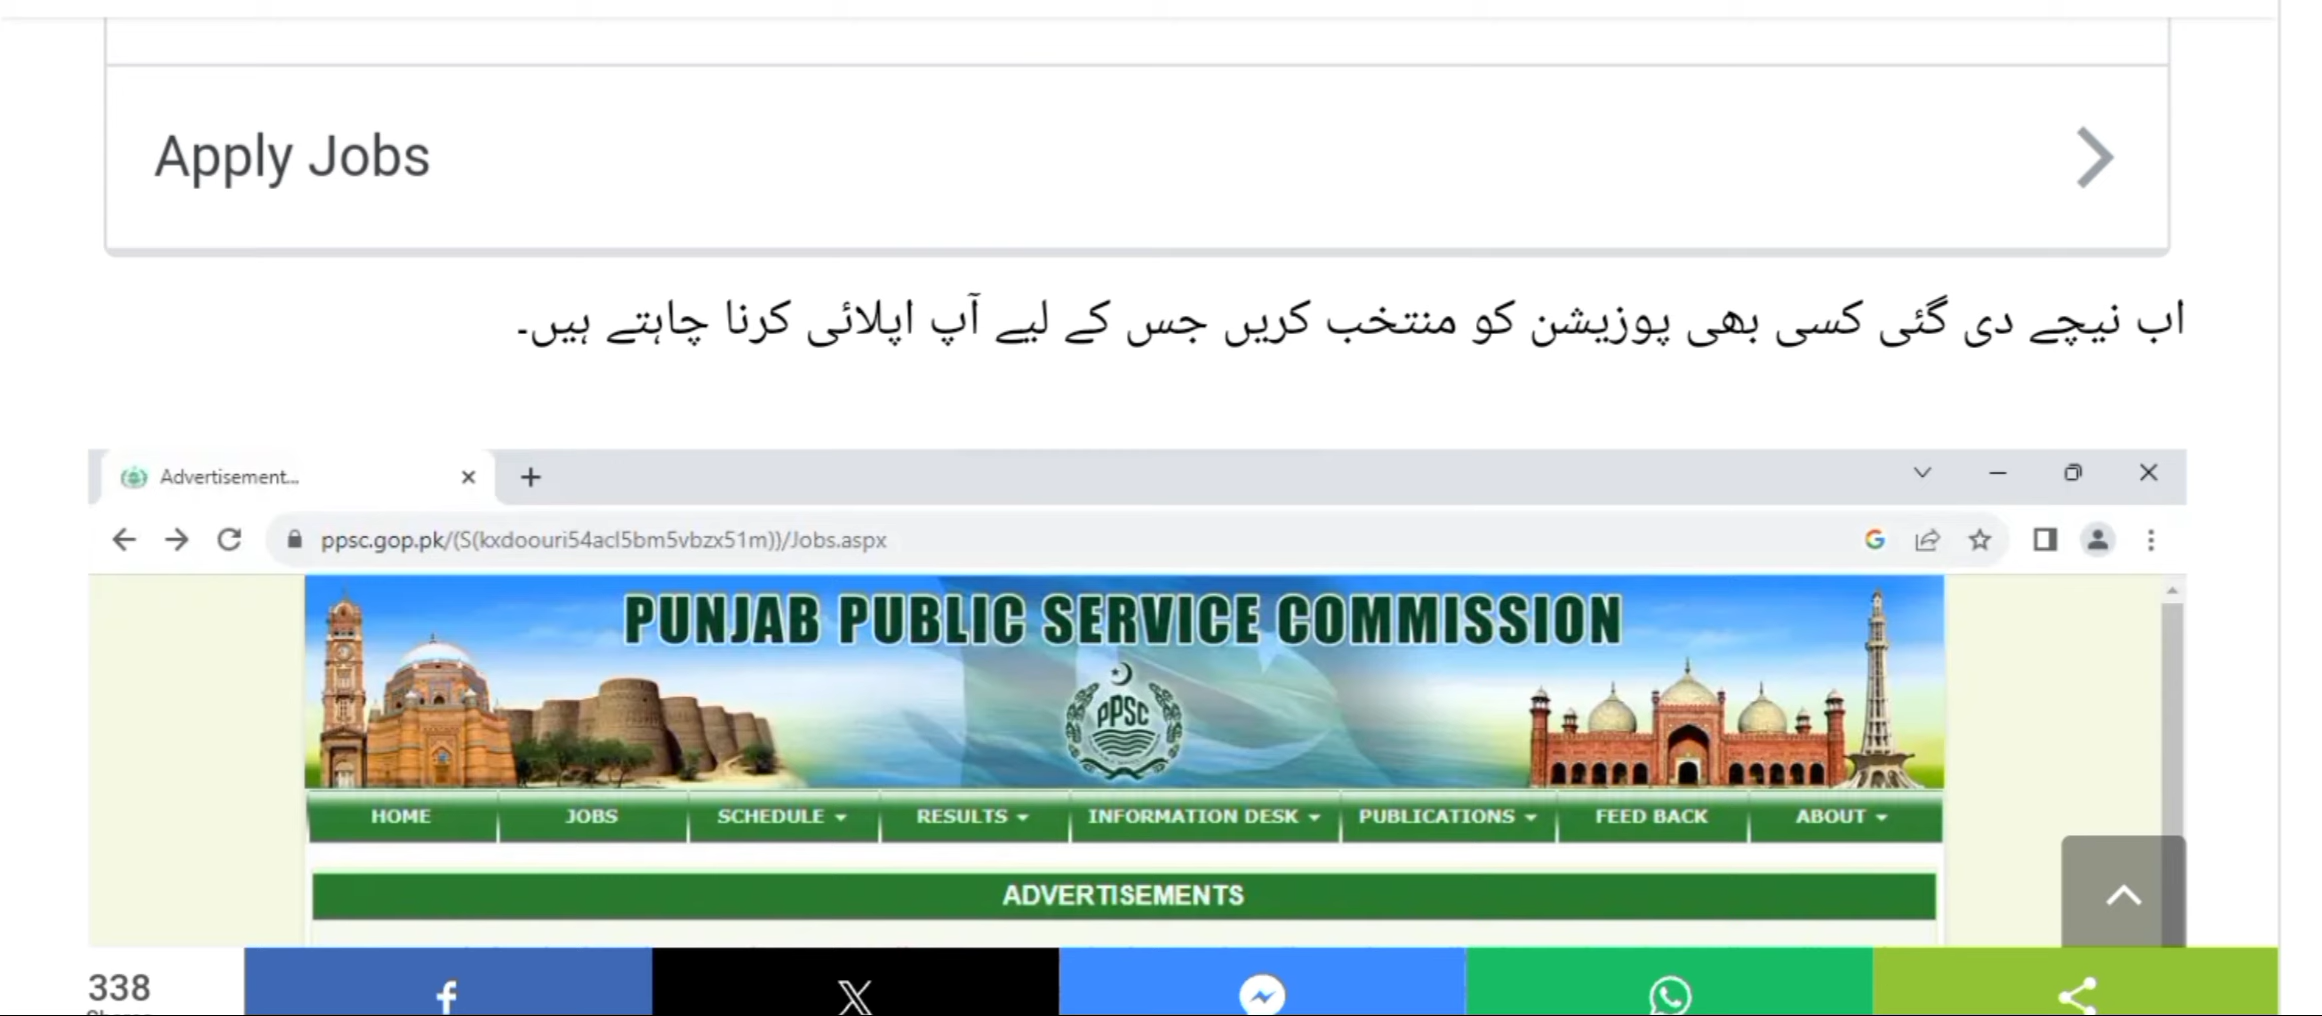 Apply Jobs
اب نیچے دی گئی کسی بھی پوزیشن کو منتخب کریں جس کے لیے آپ اپلائی کرنا چاہتے ہیں۔
Advertisement...
ppsc.gop.pk/(S(kxdoouri54acl5bm5vbzx51m))/Jobs.aspx
PUNJAB PUBLIC SERVICE COMMISSION
PPSC
HOME JOBS SCHEDULE RESULTS INFORMATION DESK PUBLICATIONS FEED BACK ABOUT
ADVERTISEMENTS
338